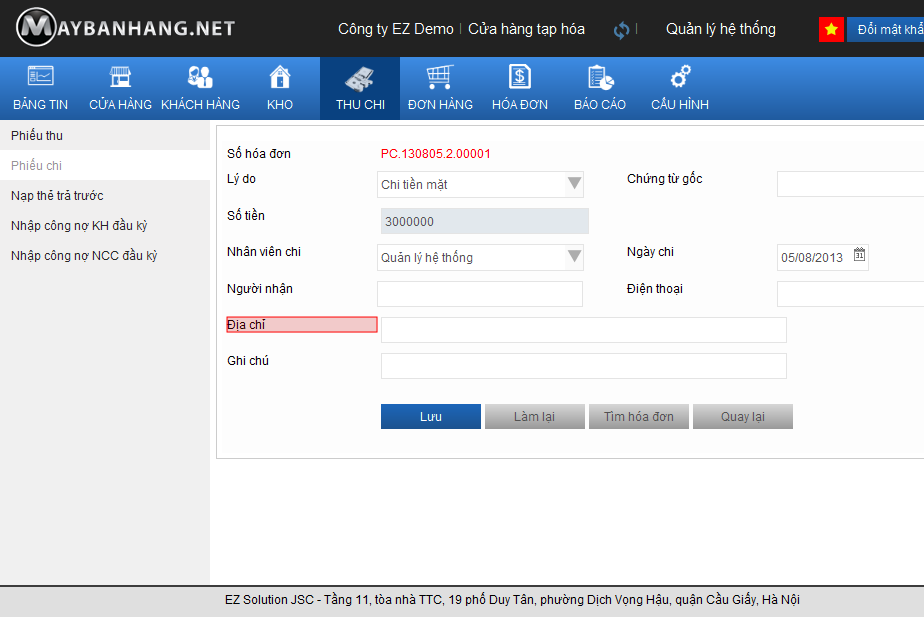 MAYBANHANG.NET
Công ty EZ Demo | Cửa hàng tạp hóa | Quản lý hệ thống Đổi mật khẩ
BẢNG TIN CỬA HÀNG KHÁCH HÀNG KHO THU CHI ĐƠN HÀNG HÓA ĐƠN BÁO CÁO CẤU HÌNH
Phiếu thu
Phiếu chi
Nạp thẻ trả trước
Nhập công nợ KH đầu kỳ
Nhập công nợ NCC đầu kỳ
Số hóa đơn PC.130805.2.00001
Lý do Chi tiền mặt Chứng từ gốc
Số tiền 3000000
Nhân viên chi Quản lý hệ thống Ngày chi 05/08/2013 31
Người nhận Điện thoại
Địa chỉ
Ghi chú
Lưu Làm lại Tìm hóa đơn Quay lại
EZ Solution JSC - Tầng 11, tòa nhà TTC, 19 phố Duy Tân, phường Dịch Vọng Hậu, quận Cầu Giấy, Hà Nội